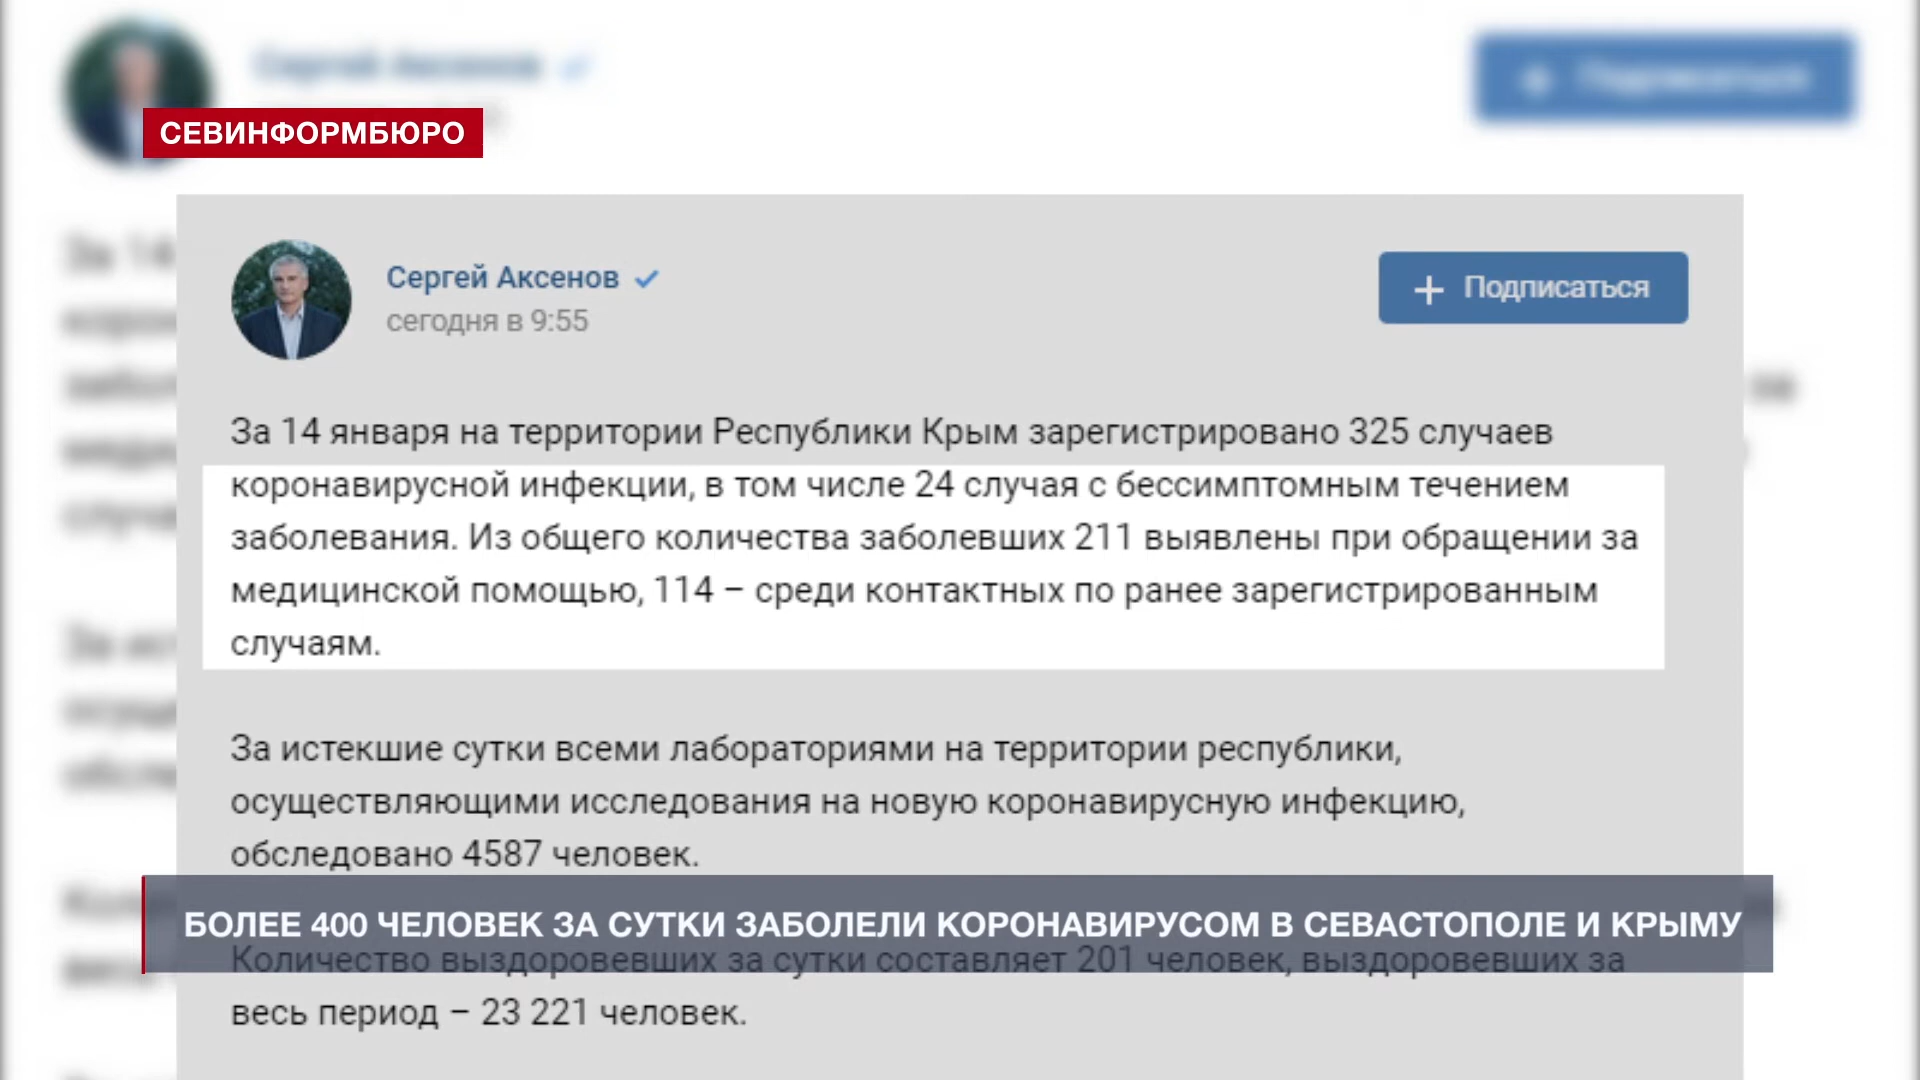 СЕВИНФОРМБЮРО
Сергей Аксенов
сегодня в 9:55
Подписаться
За 14 января на территории Республики Крым зарегистрировано 325 случаев
коронавирусной инфекции, в том числе 24 случая с бессимптомным течением
заболевания. Из общего количества заболевших 211 выявлены при обращении за
медицинской помощью, 114 – среди контактных по ранее зарегистрированным
случаям.
За истекшие сутки всеми лабораториями на территории республики,
осуществляющими исследования на новую коронавирусную инфекцию,
обследовано 4587 человек.
БОЛЕЕ 400 ЧЕЛОВЕК ЗА СУТКИ ЗАБОЛЕЛИ КОРОНАВИРУСОМ В СЕВАСТОПОЛЕ И КРЫМУ
Количество выздоровевших за сутки составляет 201 человек, выздоровевших за
весь период – 23 221 человек.